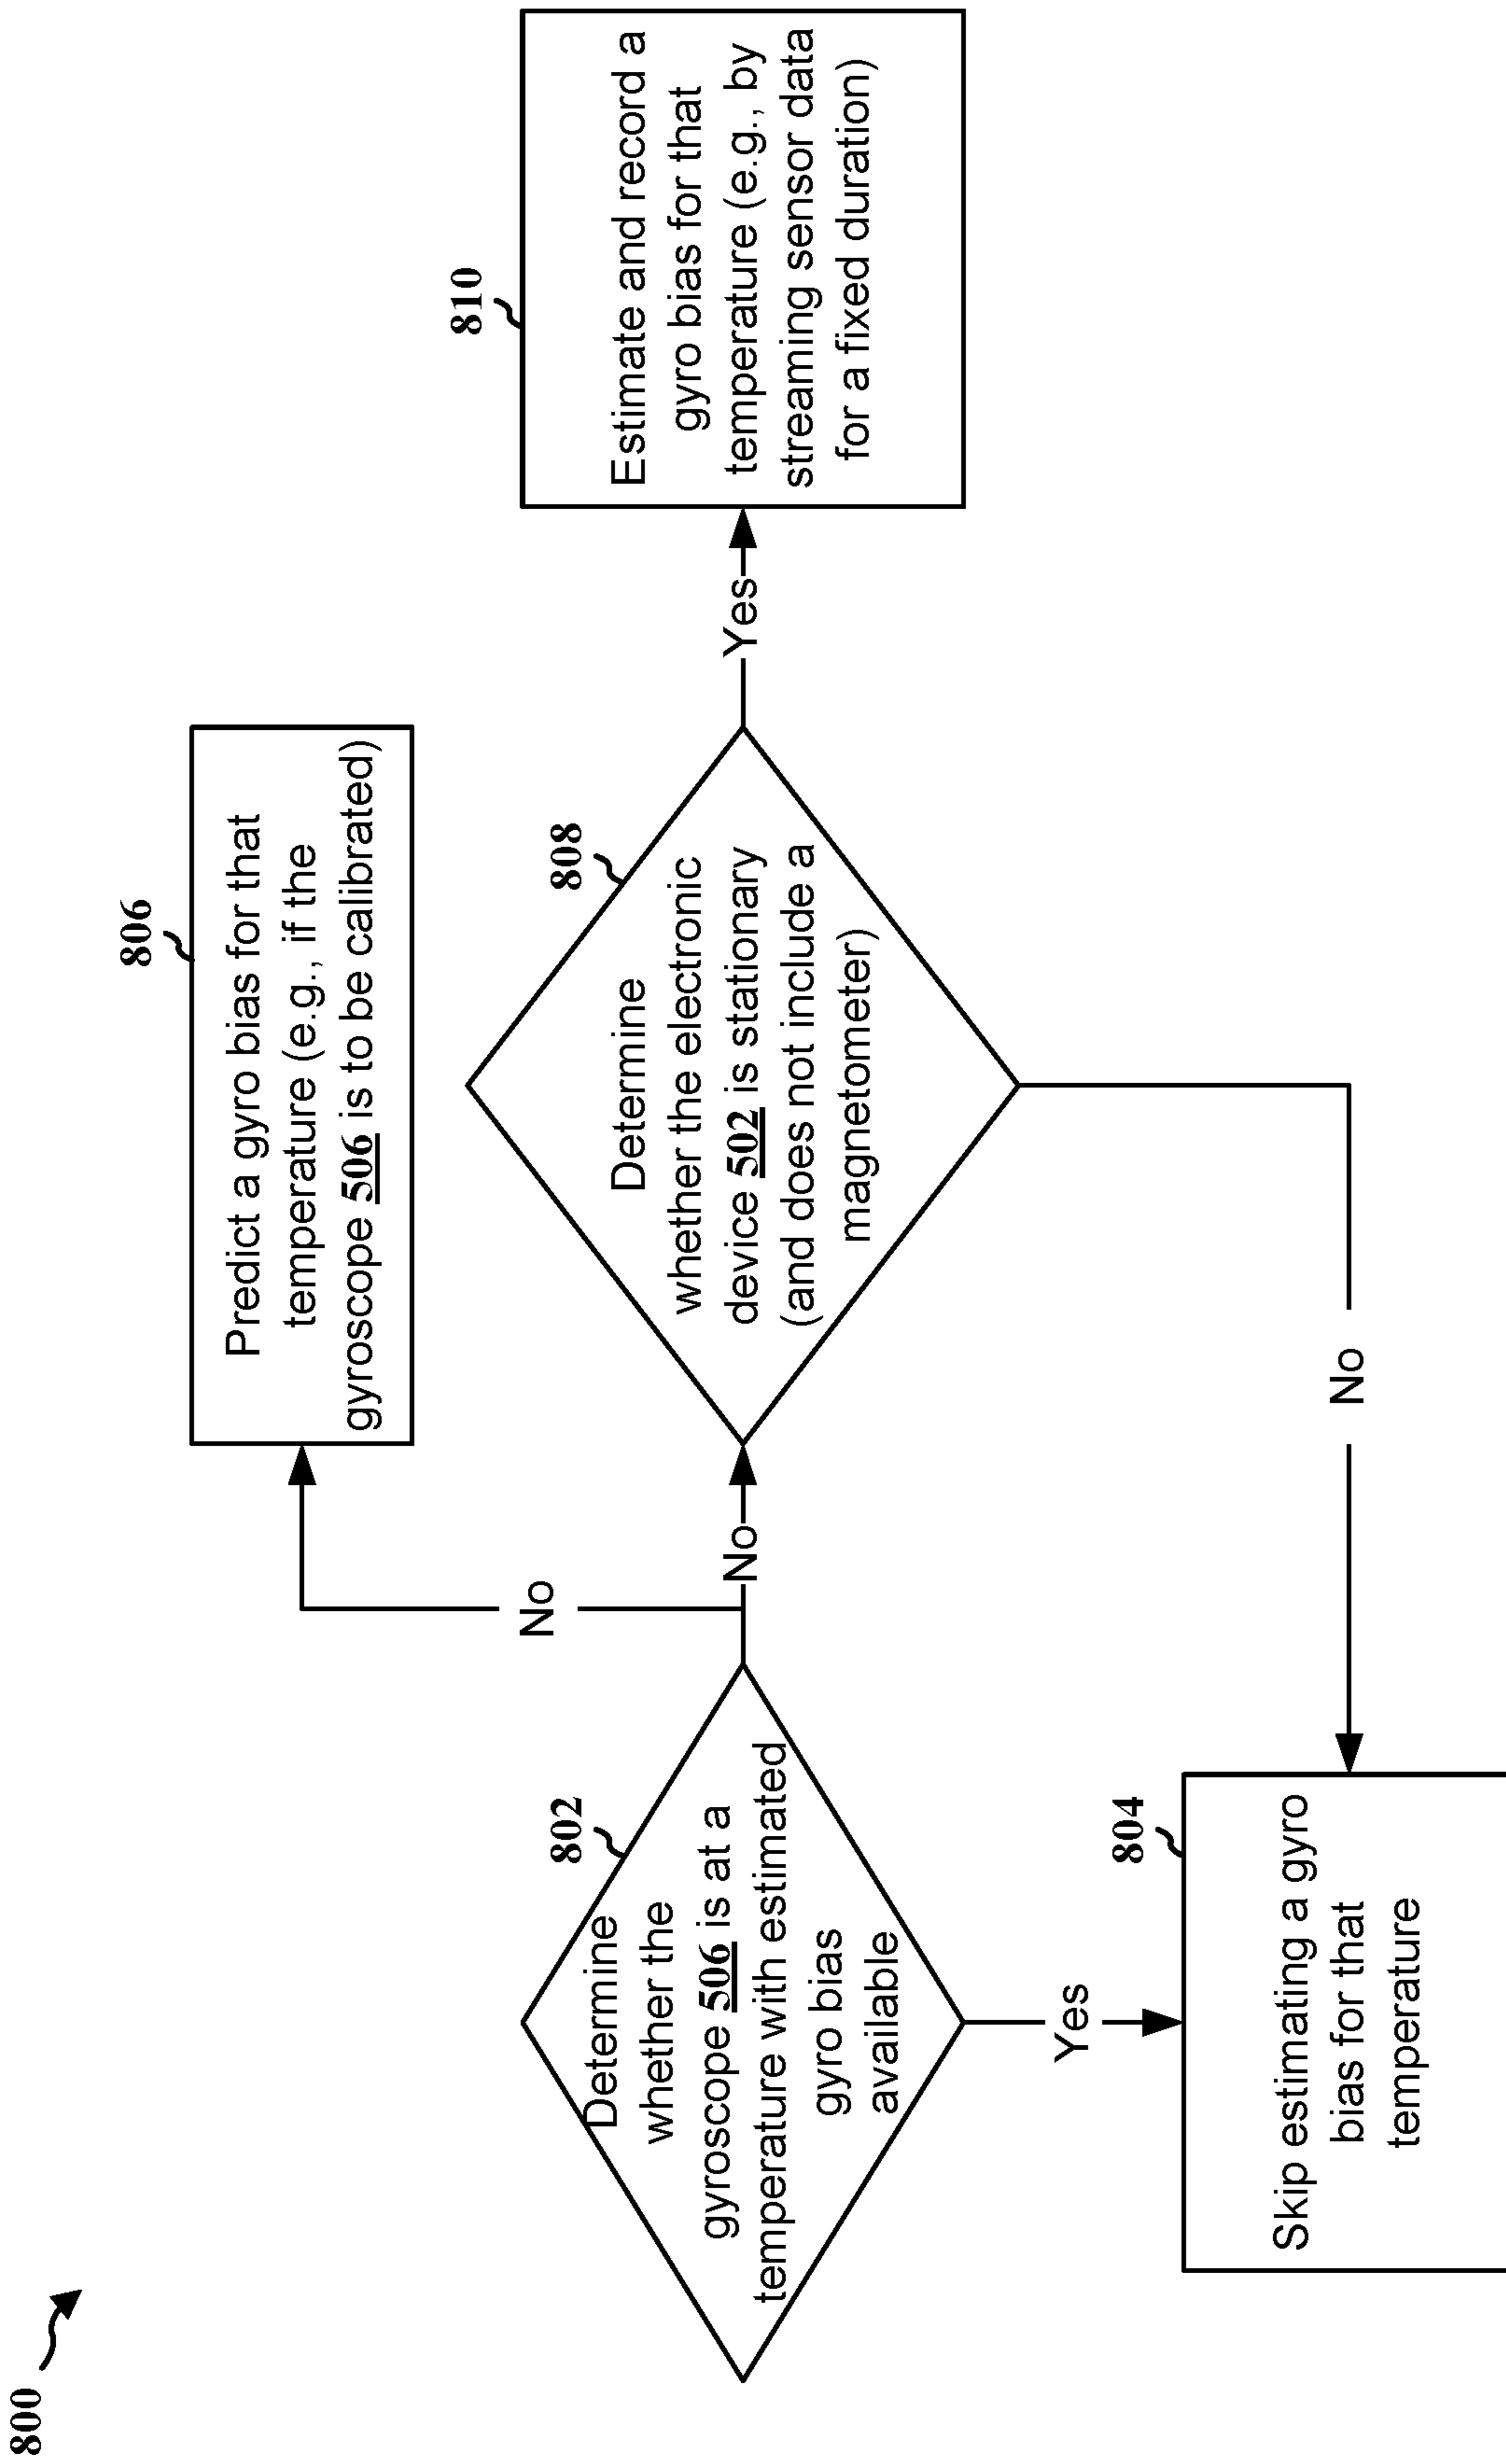 800
802
Determine
whether the
gyroscope 506 is at a
temperature with estimated
gyro bias
available
No
No
Yes
804
Skip estimating a gyro
bias for that
temperature
806
Predict a gyro bias for that
temperature (e.g., if the
gyroscope 506 is to be calibrated)
808
Determine
whether the electronic
device 502 is stationary
(and does not include a
magnetometer)
No
Yes
810
Estimate and record a
gyro bias for that
temperature (e.g., by
streaming sensor data
for a fixed duration)